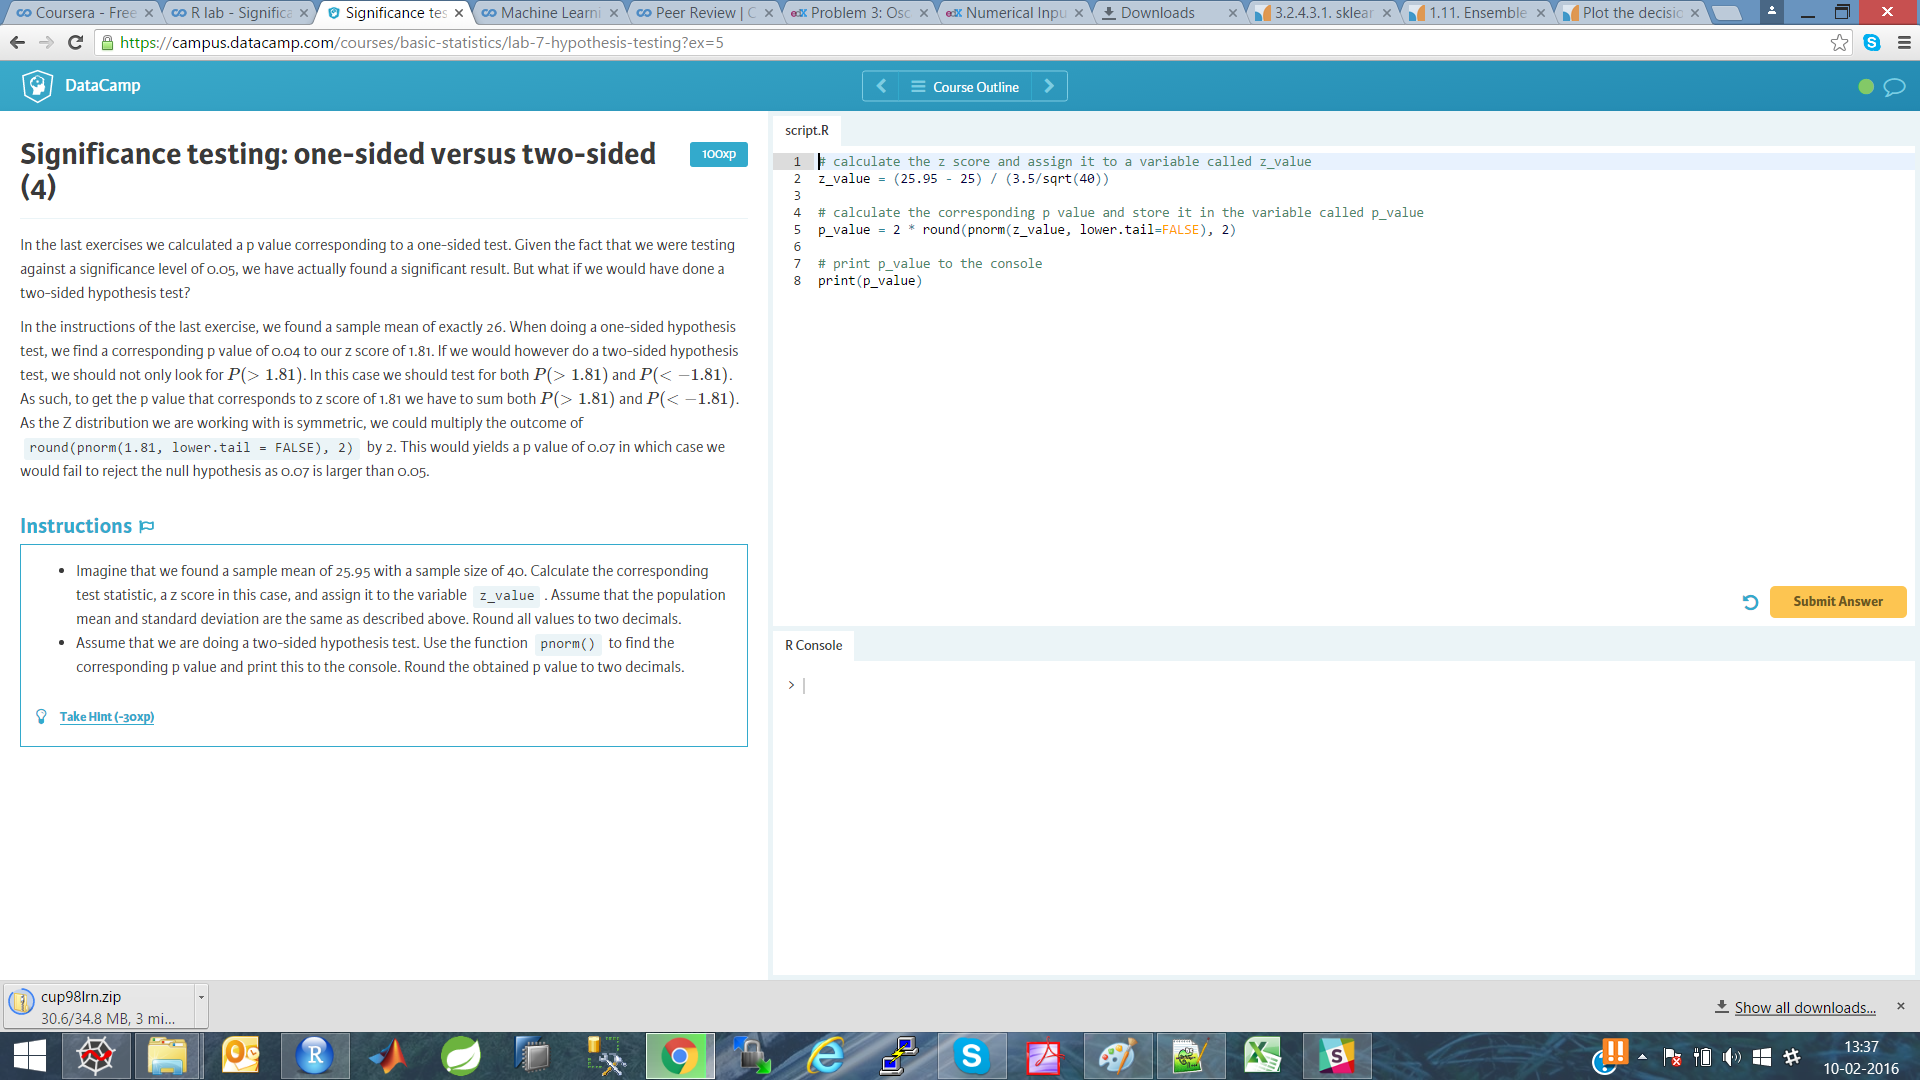 Coursera - Free
R lab - Significa
Significance tes
Machine Learni
Peer Review | C
edX Problem 3: Osc
edX Numerical Inpu
Downloads
3.2.4.3.1. sklear
1.11. Ensemble
Plot the decisic
https://campus.datacamp.com/courses/basic-statistics/lab-7-hypothesis-testing?ex=5
DataCamp
Course Outline
Significance testing: one-sided versus two-sided
(4)
100xp
In the last exercises we calculated a p value corresponding to a one-sided test. Given the fact that we were testing
against a significance level of 0.05, we have actually found a significant result. But what if we would have done a
two-sided hypothesis test?
In the instructions of the last exercise, we found a sample mean of exactly 26. When doing a one-sided hypothesis
test, we find a corresponding p value of 0.04 to our z score of 1.81. If we would however do a two-sided hypothesis
test, we should not only look for P(> 1.81). In this case we should test for both P(> 1.81) and P(< −1.81).
As such, to get the p value that corresponds to z score of 1.81 we have to sum both P(> 1.81) and P(< −1.81).
As the Z distribution we are working with is symmetric, we could multiply the outcome of
round(pnorm(1.81, lower.tail = FALSE), 2) by 2. This would yields a p value of 0.07 in which case we
would fail to reject the null hypothesis as 0.07 is larger than 0.05.
Instructions
• Imagine that we found a sample mean of 25.95 with a sample size of 40. Calculate the corresponding
test statistic, a z score in this case, and assign it to the variable z_value . Assume that the population
mean and standard deviation are the same as described above. Round all values to two decimals.
• Assume that we are doing a two-sided hypothesis test. Use the function pnorm() to find the
corresponding p value and print this to the console. Round the obtained p value to two decimals.
Take Hint (-30xp)
script.R
1 # calculate the z score and assign it to a variable called z_value
2 z_value = (25.95 - 25) / (3.5/sqrt(40))
3
4 # calculate the corresponding p value and store it in the variable called p_value
5 p_value = 2 * round(pnorm(z_value, lower.tail=FALSE), 2)
6
7 # print p_value to the console
8 print(p_value)
Submit Answer
R Console
>
cup98lrn.zip
30.6/34.8 MB, 3 mi...
Show all downloads...
13:37
10-02-2016